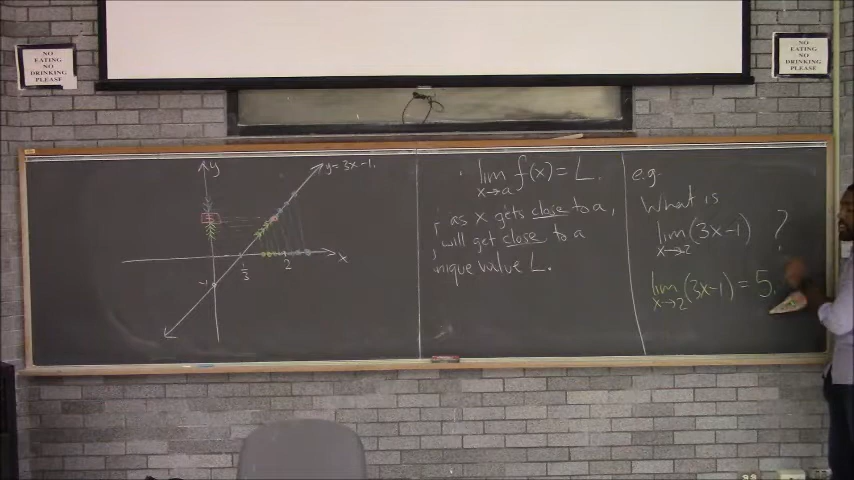 NO
EATING
NO
DRINKING
PLEASE
NO
EATING
NO
DRINKING
PLEASE
y
y=3x-1
x
1/3
2
-1
lim f(x) = L.
x→a
as x gets close to a,
will get close to a
nique value L.
e.g.
What is
lim (3x-1) ?
x→2
lim (3x-1) = 5.
x→2